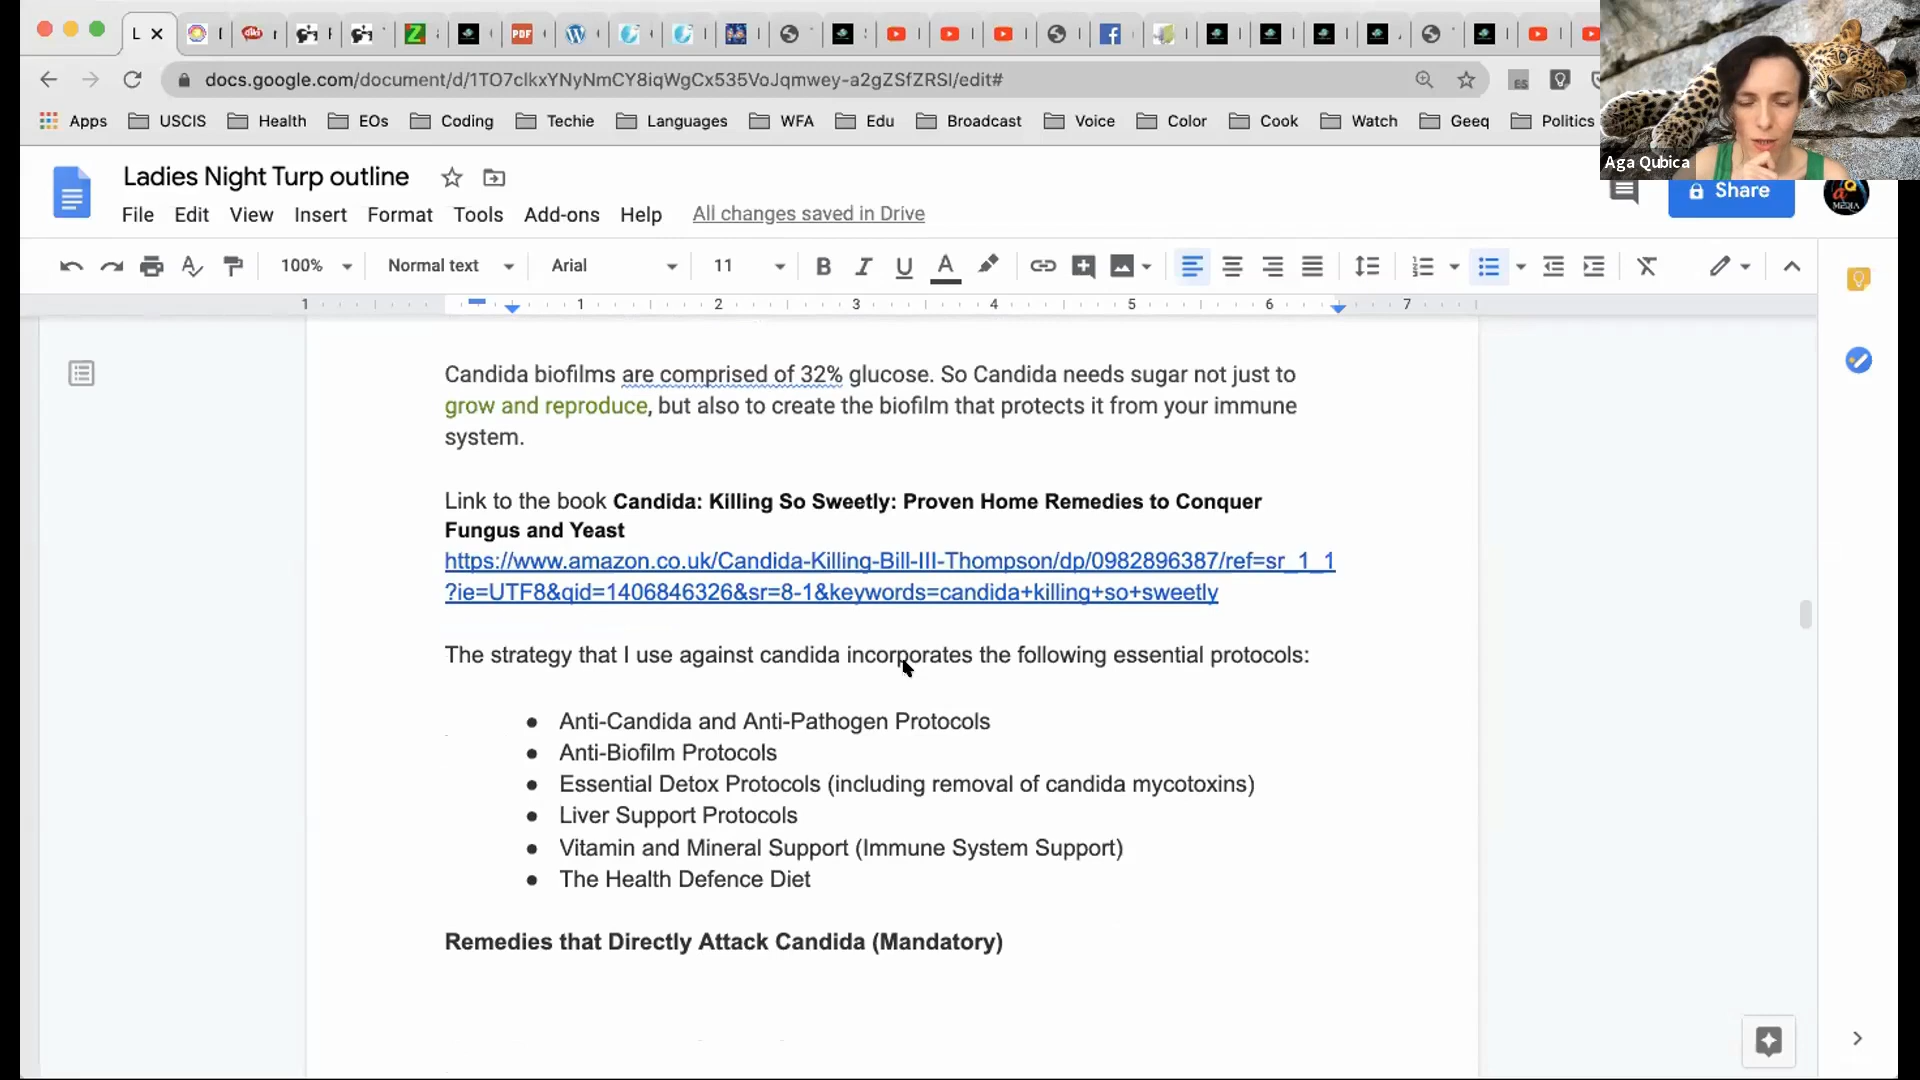 L
docs.google.com/document/d/1TO7clkxYNyNmCY8iqWgCx535VoJqmwey-a2gZSfZRSI/edit#
Apps USCIS Health EOs Coding Techie Languages WFA Edu Broadcast Voice Color Cook Watch Geeq Politics
Aga Qubica
Ladies Night Turp outline
Share
File Edit View Insert Format Tools Add-ons Help All changes saved in Drive
100% Normal text Arial 11
1 1 2 3 4 5 6 7
Candida biofilms are comprised of 32% glucose. So Candida needs sugar not just to
grow and reproduce, but also to create the biofilm that protects it from your immune
system.
Link to the book Candida: Killing So Sweetly: Proven Home Remedies to Conquer
Fungus and Yeast
https://www.amazon.co.uk/Candida-Killing-Bill-III-Thompson/dp/0982896387/ref=sr_1_1
?ie=UTF8&qid=1406846326&sr=8-1&keywords=candida+killing+so+sweetly
The strategy that I use against candida incorporates the following essential protocols:
● Anti-Candida and Anti-Pathogen Protocols
● Anti-Biofilm Protocols
● Essential Detox Protocols (including removal of candida mycotoxins)
● Liver Support Protocols
● Vitamin and Mineral Support (Immune System Support)
● The Health Defence Diet
Remedies that Directly Attack Candida (Mandatory)